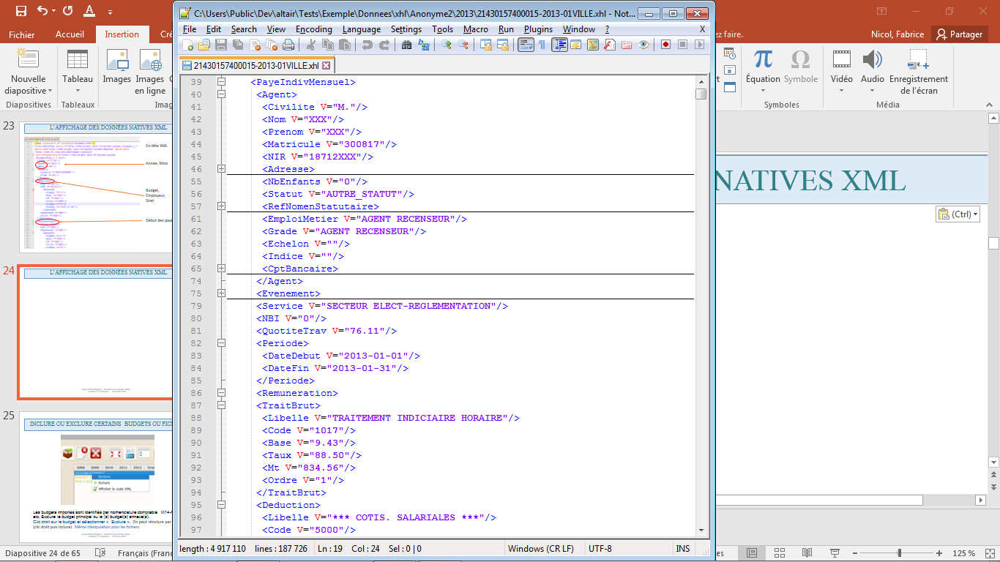 C:\Users\Public\Dev\altair\Tests\Exemple\Donnees\xhl\Anonyme2\2013\21430157400015-2013-01VILLE.xhl - Not...
Fichier Accueil Insertion Cré
ez faire. Nicol, Fabrice Partager
File Edit Search View Encoding Language Settings Tools Macro Run Plugins Window ? X
Nouvelle diapositive
Tableau
Images
Images en ligne
Diapositives Tableaux Imag
Équation Symbole
Vidéo Audio Enregistrement de l'écran
Symboles Média
21430157400015-2013-01VILLE.xhl
39 <PayeIndivMensuel>
40 <Agent>
41 <Civilite V="M."/>
42 <Nom V="XXX"/>
43 <Prenom V="XXX"/>
44 <Matricule V="300817"/>
45 <NIR V="18712XXX"/>
46 <Adresse>
55 <NbEnfants V="0"/>
56 <Statut V="AUTRE_STATUT"/>
57 <RefNomenStatutaire>
61 <EmploiMetier V="AGENT RECENSEUR"/>
62 <Grade V="AGENT RECENSEUR"/>
63 <Echelon V=""/>
64 <Indice V=""/>
65 <CptBancaire>
74 </Agent>
75 <Evenement>
79 <Service V="SECTEUR ELECT-REGLEMENTATION"/>
80 <NBI V="0"/>
81 <QuotiteTrav V="76.11"/>
82 <Periode>
83 <DateDebut V="2013-01-01"/>
84 <DateFin V="2013-01-31"/>
85 </Periode>
86 <Remuneration>
87 <TraitBrut>
88 <Libelle V="TRAITEMENT INDICIAIRE HORAIRE"/>
89 <Code V="1017"/>
90 <Base V="9.43"/>
91 <Taux V="88.50"/>
92 <Mt V="834.56"/>
93 <Ordre V="1"/>
94 </TraitBrut>
95 <Deduction>
96 <Libelle V="*** COTIS. SALARIALES ***"/>
97 <Code V="5000"/>
length : 4 917 110 lines : 187 726 Ln : 19 Col : 24 Sel : 0 | 0 Windows (CR LF) UTF-8 INS
23
L'AFFICHAGE DES DONNÉES NATIVES XML
En-tête XML
Année, Mois
Budget,
Employeur,
Siret
Début des paye
24
L'AFFICHAGE DES DONNÉES NATIVES XML
25
INCLURE OU EXCLURE CERTAINS BUDGETS OU FIC
2008 2009 2010 2011 2012 Siret
Exclure
Inclure
Afficher le code XML
Les budgets importés sont identifiés par nomenclature comptable M14-
etc. Exclure le budget principal ou le (s) budget(s) annexe(s).
Clic droit sur le budget et sélectionner « Exclure ». On peut réinclure par
(clic droit puis Inclure). Même manipulation pour les fichiers.
NATIVES XML
(Ctrl)
Diapositive 24 de 65 Français (Franc
es 125 %